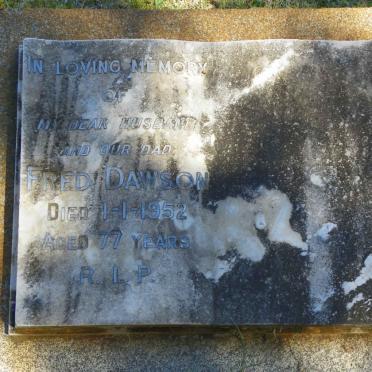 IN LOVING MEMORY
OF
MY DEAR HUSBAND
AND OUR DAD
FRED DAWSON
DIED 1-1-1952
AGED 77 YEARS
R.I.P.